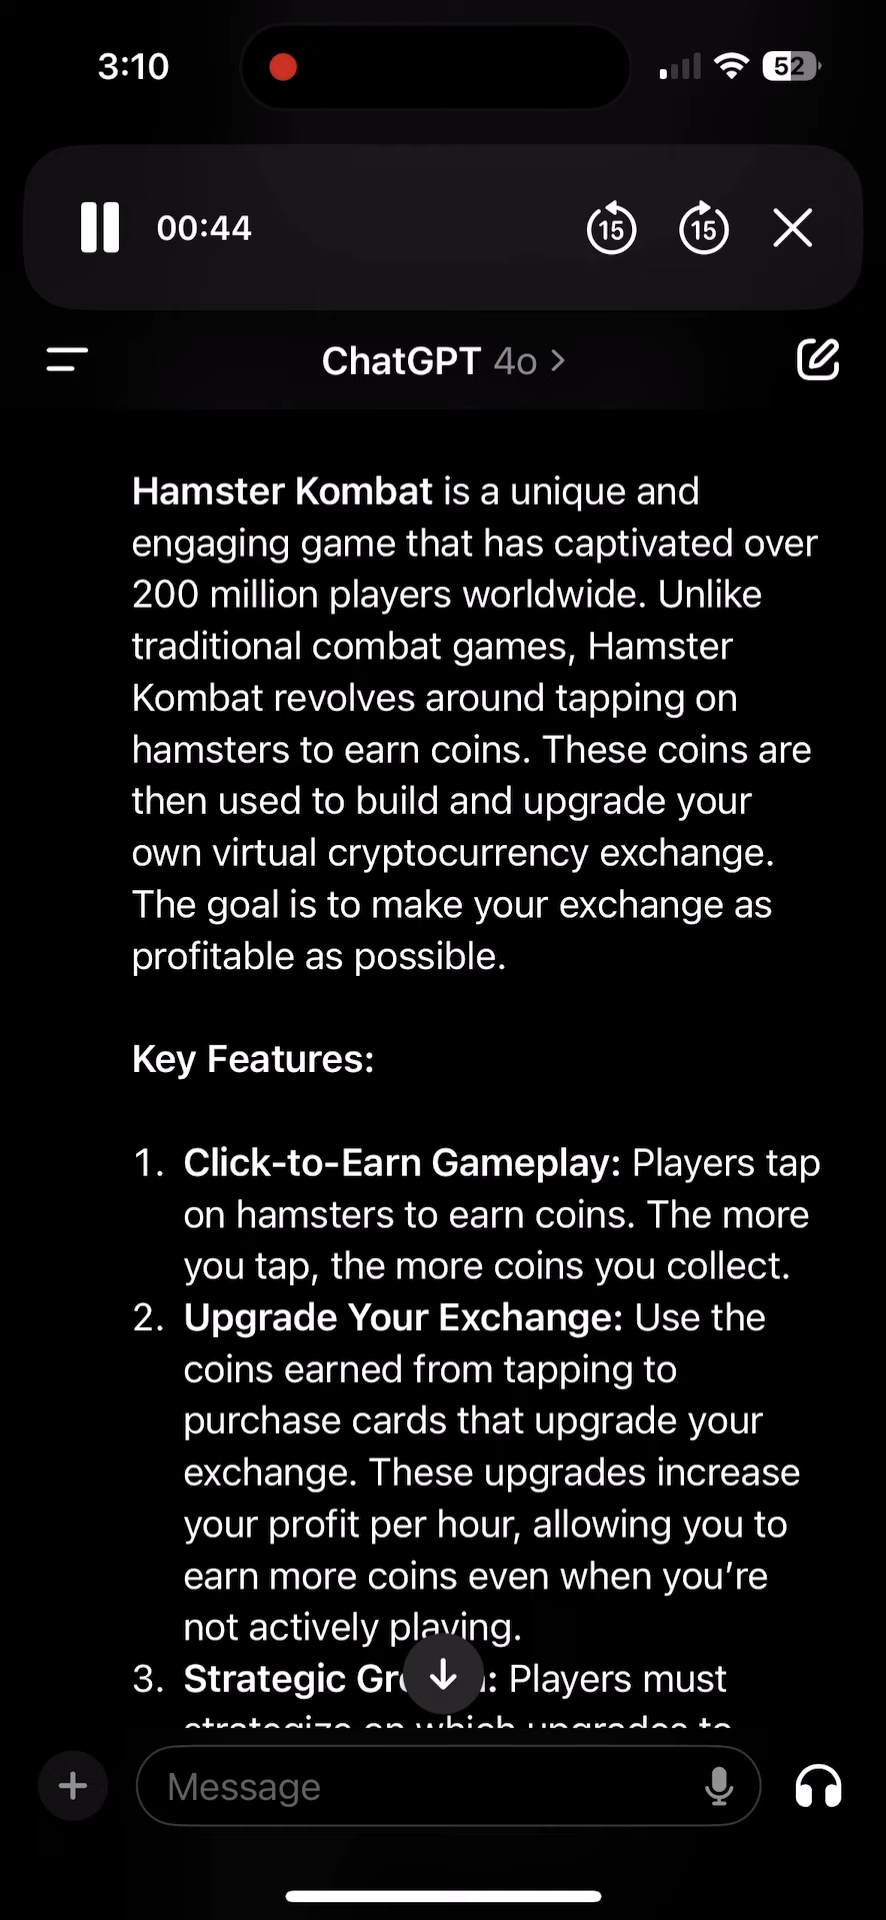 3:10
52
00:44
15
15
ChatGPT 4o >
Hamster Kombat is a unique and
engaging game that has captivated over
200 million players worldwide. Unlike
traditional combat games, Hamster
Kombat revolves around tapping on
hamsters to earn coins. These coins are
then used to build and upgrade your
own virtual cryptocurrency exchange.
The goal is to make your exchange as
profitable as possible.
Key Features:
1. Click-to-Earn Gameplay: Players tap
on hamsters to earn coins. The more
you tap, the more coins you collect.
2. Upgrade Your Exchange: Use the
coins earned from tapping to
purchase cards that upgrade your
exchange. These upgrades increase
your profit per hour, allowing you to
earn more coins even when you’re
not actively playing.
3. Strategic Players must
strategize on which upgrades to
Message